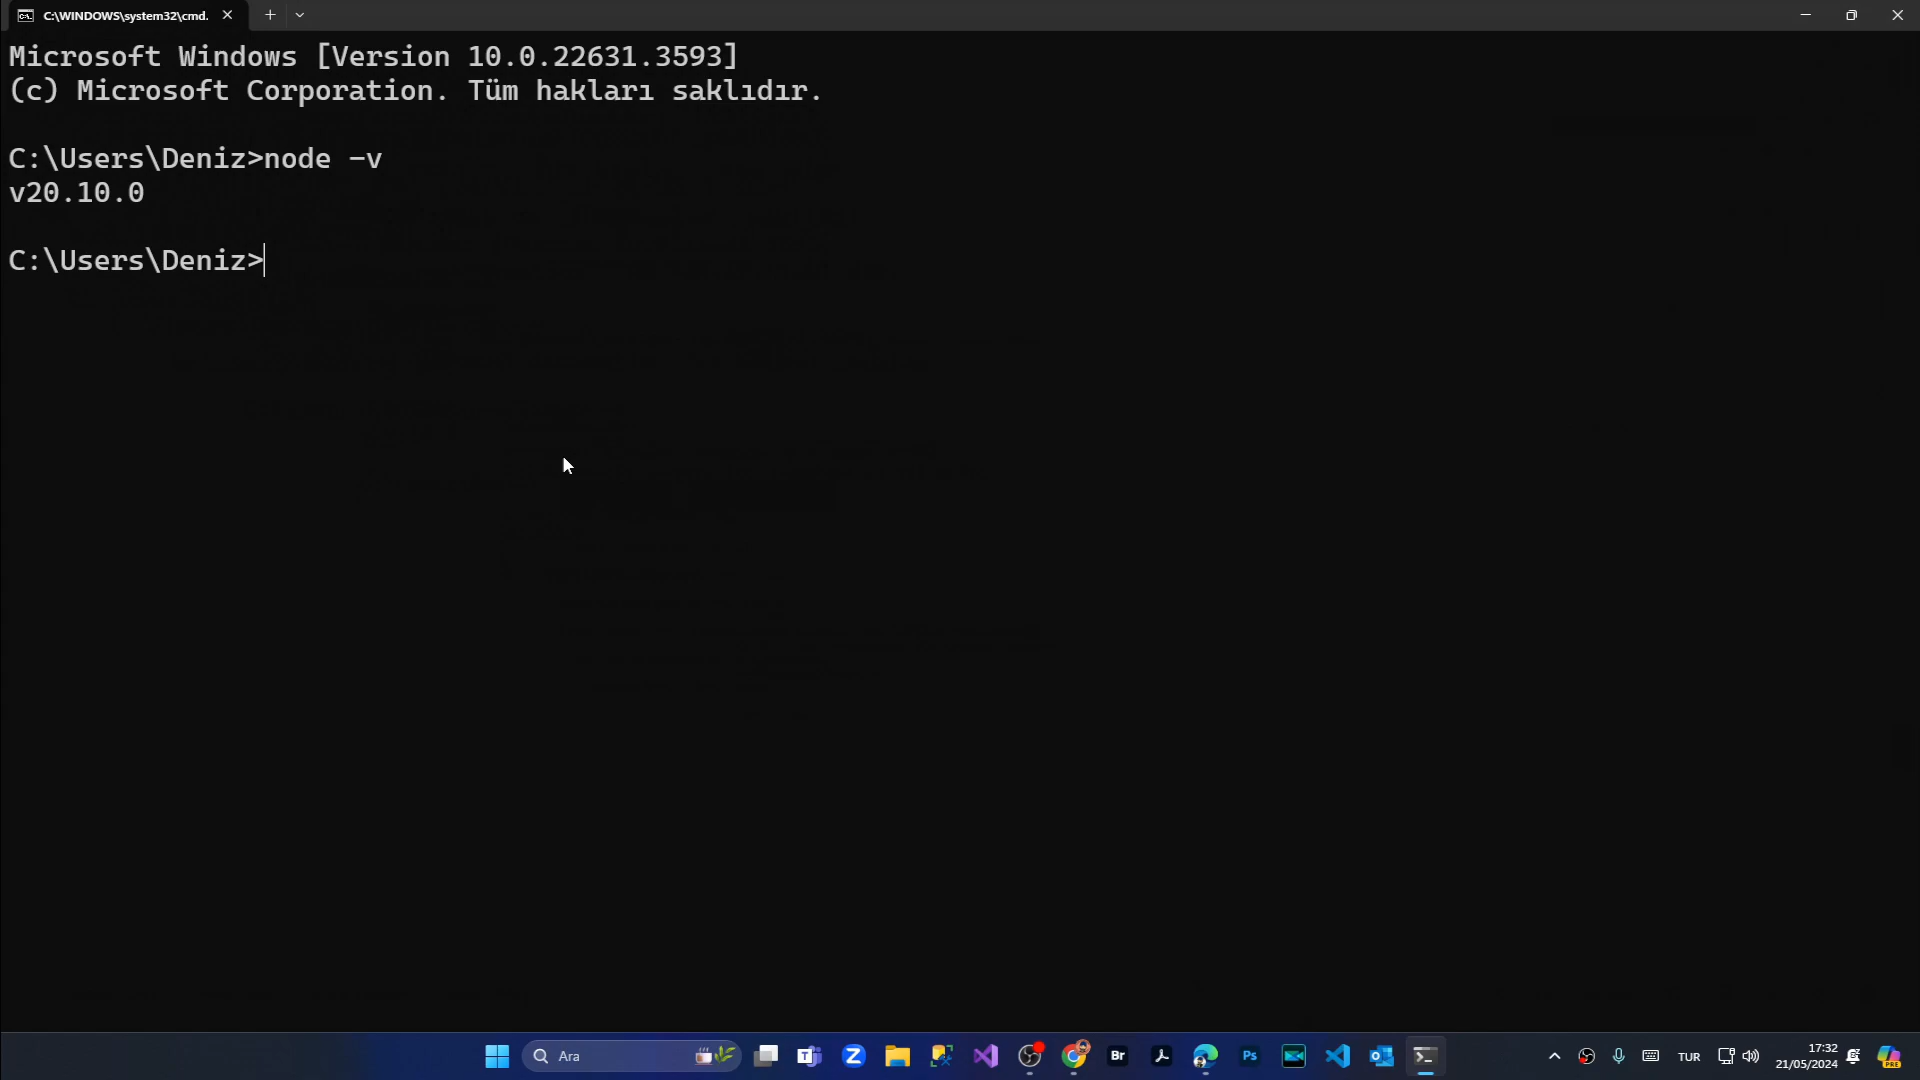 C:\WINDOWS\system32\cmd.
Microsoft Windows [Version 10.0.22631.3593]
(c) Microsoft Corporation. Tüm hakları saklıdır.
C:\Users\Deniz>node -v
v20.10.0
C:\Users\Deniz>
Ara
Br
Ps
TUR
17:32
21/05/2024
PRE